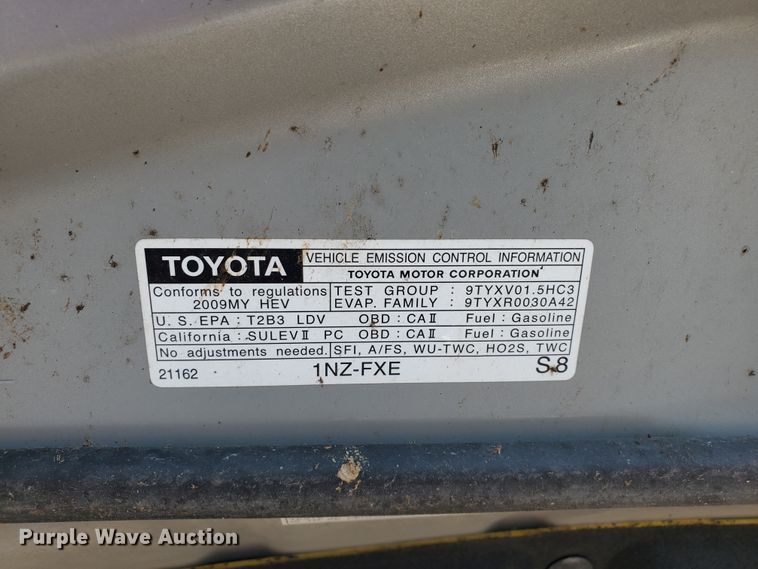 TOYOTA
VEHICLE EMISSION CONTROL INFORMATION
TOYOTA MOTOR CORPORATION
Conforms to regulations
2009MY HEV
TEST GROUP : 9TYXV01.5HC3
EVAP. FAMILY : 9TYXR0030A42
U. S. EPA : T2B3 LDV OBD : CAⅡ Fuel : Gasoline
California : SULEVⅡ PC OBD : CAⅡ Fuel : Gasoline
No adjustments needed. SFI, A/FS, WU-TWC, HO2S, TWC
21162 1NZ-FXE S.8
Purple Wave Auction